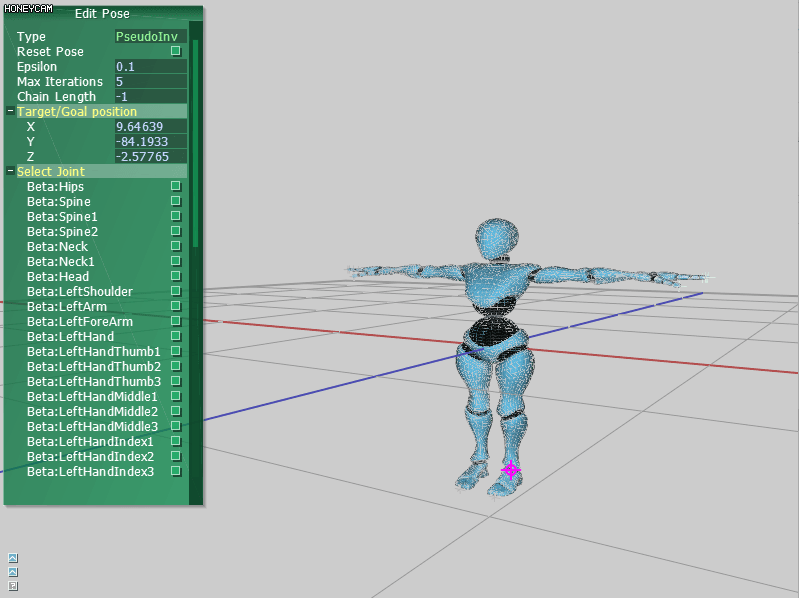 HONEYCAM
Edit Pose
Type PseudoInv
Reset Pose
Epsilon 0.1
Max Iterations 5
Chain Length -1
Target/Goal position
X 9.64639
Y -84.1933
Z -2.57765
Select Joint
Beta:Hips
Beta:Spine
Beta:Spine1
Beta:Spine2
Beta:Neck
Beta:Neck1
Beta:Head
Beta:LeftShoulder
Beta:LeftArm
Beta:LeftForeArm
Beta:LeftHand
Beta:LeftHandThumb1
Beta:LeftHandThumb2
Beta:LeftHandThumb3
Beta:LeftHandMiddle1
Beta:LeftHandMiddle2
Beta:LeftHandMiddle3
Beta:LeftHandIndex1
Beta:LeftHandIndex2
Beta:LeftHandIndex3